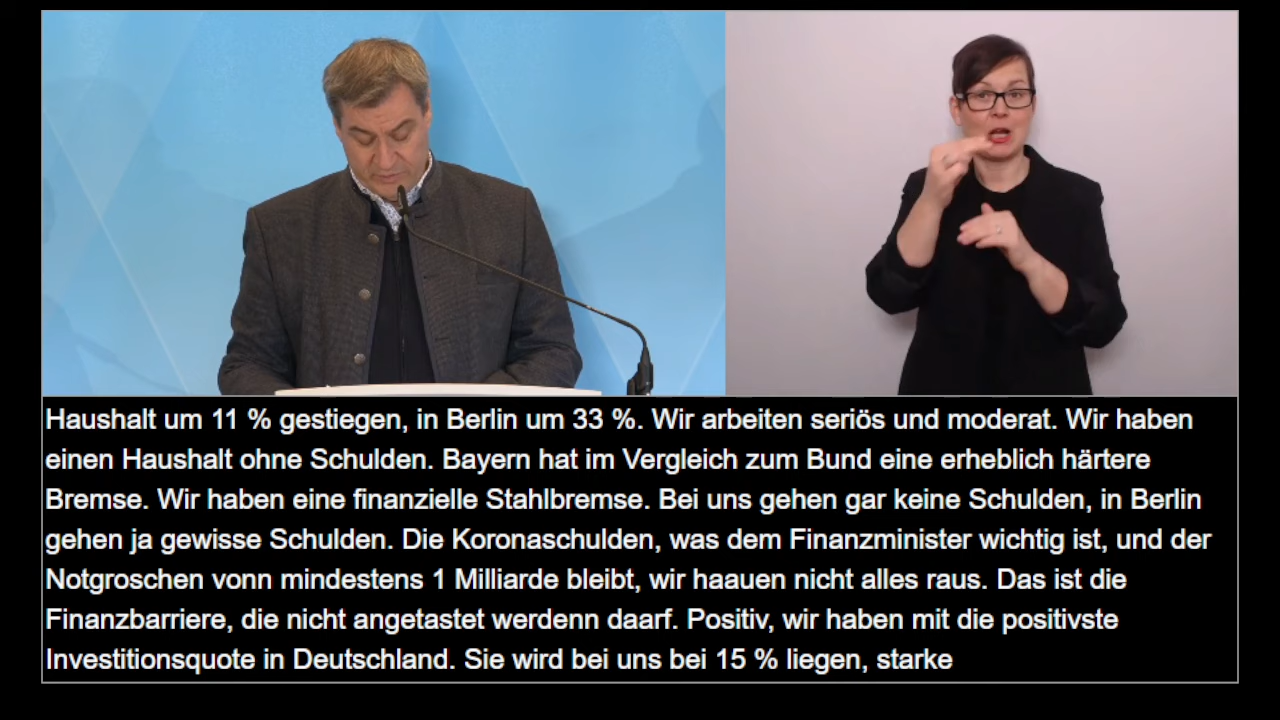 Haushalt um 11 % gestiegen, in Berlin um 33 %. Wir arbeiten seriös und moderat. Wir haben
einen Haushalt ohne Schulden. Bayern hat im Vergleich zum Bund eine erheblich härtere
Bremse. Wir haben eine finanzielle Stahlbremse. Bei uns gehen gar keine Schulden, in Berlin
gehen ja gewisse Schulden. Die Koronaschulden, was dem Finanzminister wichtig ist, und der
Notgroschen vonn mindestens 1 Milliarde bleibt, wir haauen nicht alles raus. Das ist die
Finanzbarriere, die nicht angetastet werdenn daarf. Positiv, wir haben mit die positivste
Investitionsquote in Deutschland. Sie wird bei uns bei 15 % liegen, starke